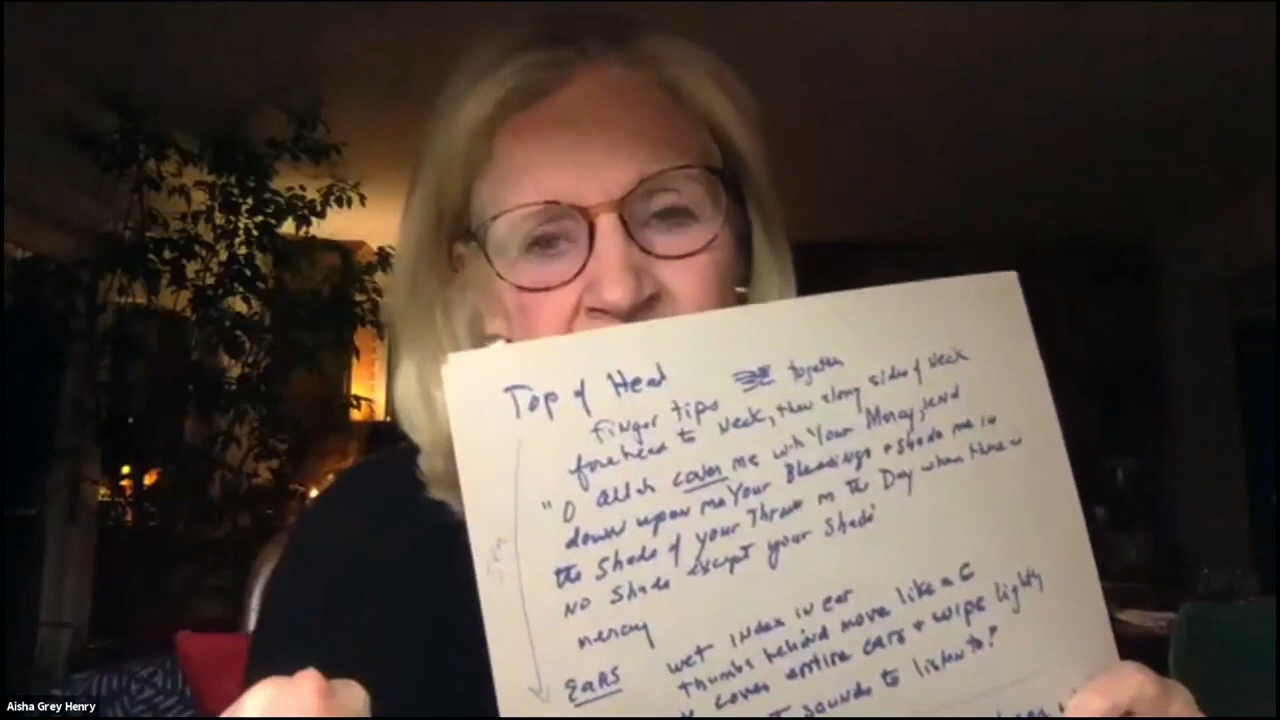 Top of Head together
finger tips
forehead to Neck, then along sides of Neck
"O Allah cover me with Your Mercy, send
down upon me Your Blessings + shade me in
the shade of your Throne on the Day when there is
no shade except your shade"
mercy
EARS wet index in ear
thumbs behind move like a C
cover entire ears + wipe lightly
sounds to listen to?
Aisha Grey Henry